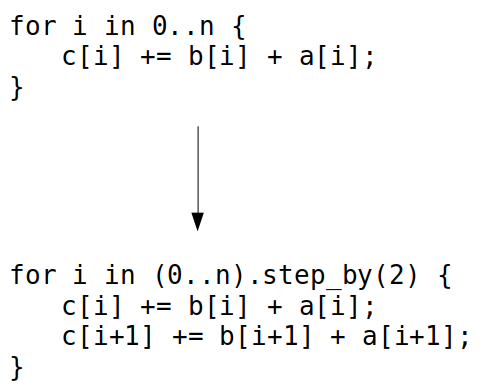 for i in 0..n {
   c[i] += b[i] + a[i];
}
for i in (0..n).step_by(2) {
   c[i] += b[i] + a[i];
   c[i+1] += b[i+1] + a[i+1];
}